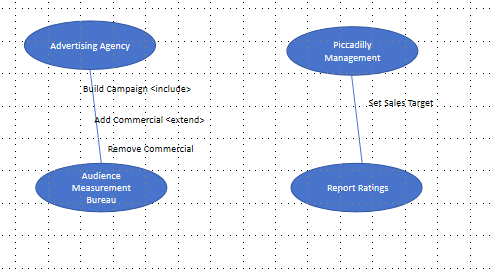 Advertising Agency
Piccadilly
Management
Build Campaign <include>
Set Sales Target
Add Commercial <extend>
Remove Commercial
Audience
Measurement
Bureau
Report Ratings